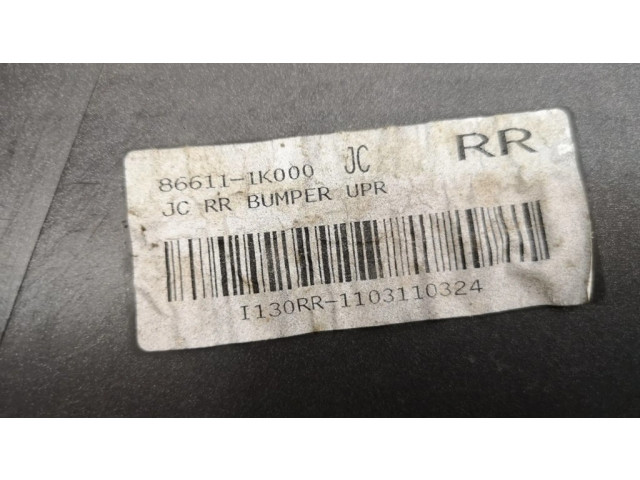 86611-1K000 JC RR
JC RR BUMPER UPR
I130RR-1103110324